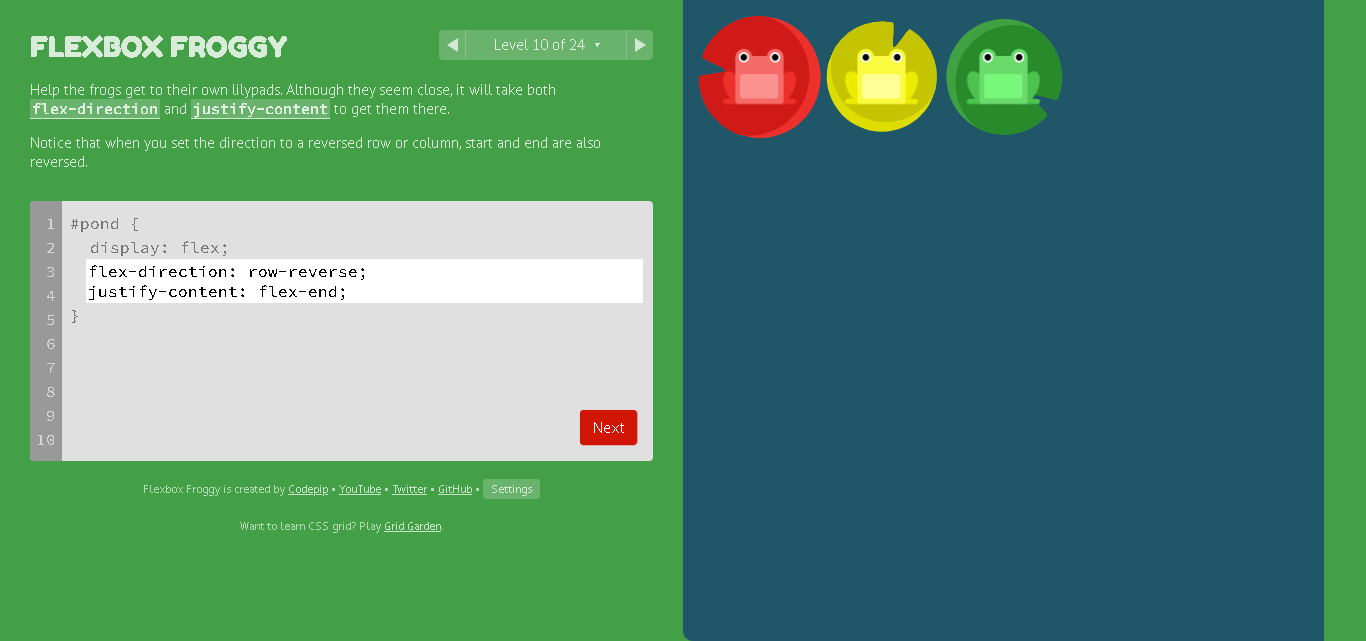 FLEXBOX FROGGY
Level 10 of 24 ▾
Help the frogs get to their own lilypads. Although they seem close, it will take both
flex-direction and justify-content to get them there.
Notice that when you set the direction to a reversed row or column, start and end are also
reversed.
1 #pond {
2 display: flex;
3 flex-direction: row-reverse;
4 justify-content: flex-end;
5 }
6
7
8
9
10
Next
Flexbox Froggy is created by Codepip • YouTube • Twitter • GitHub • Settings
Want to learn CSS grid? Play Grid Garden.